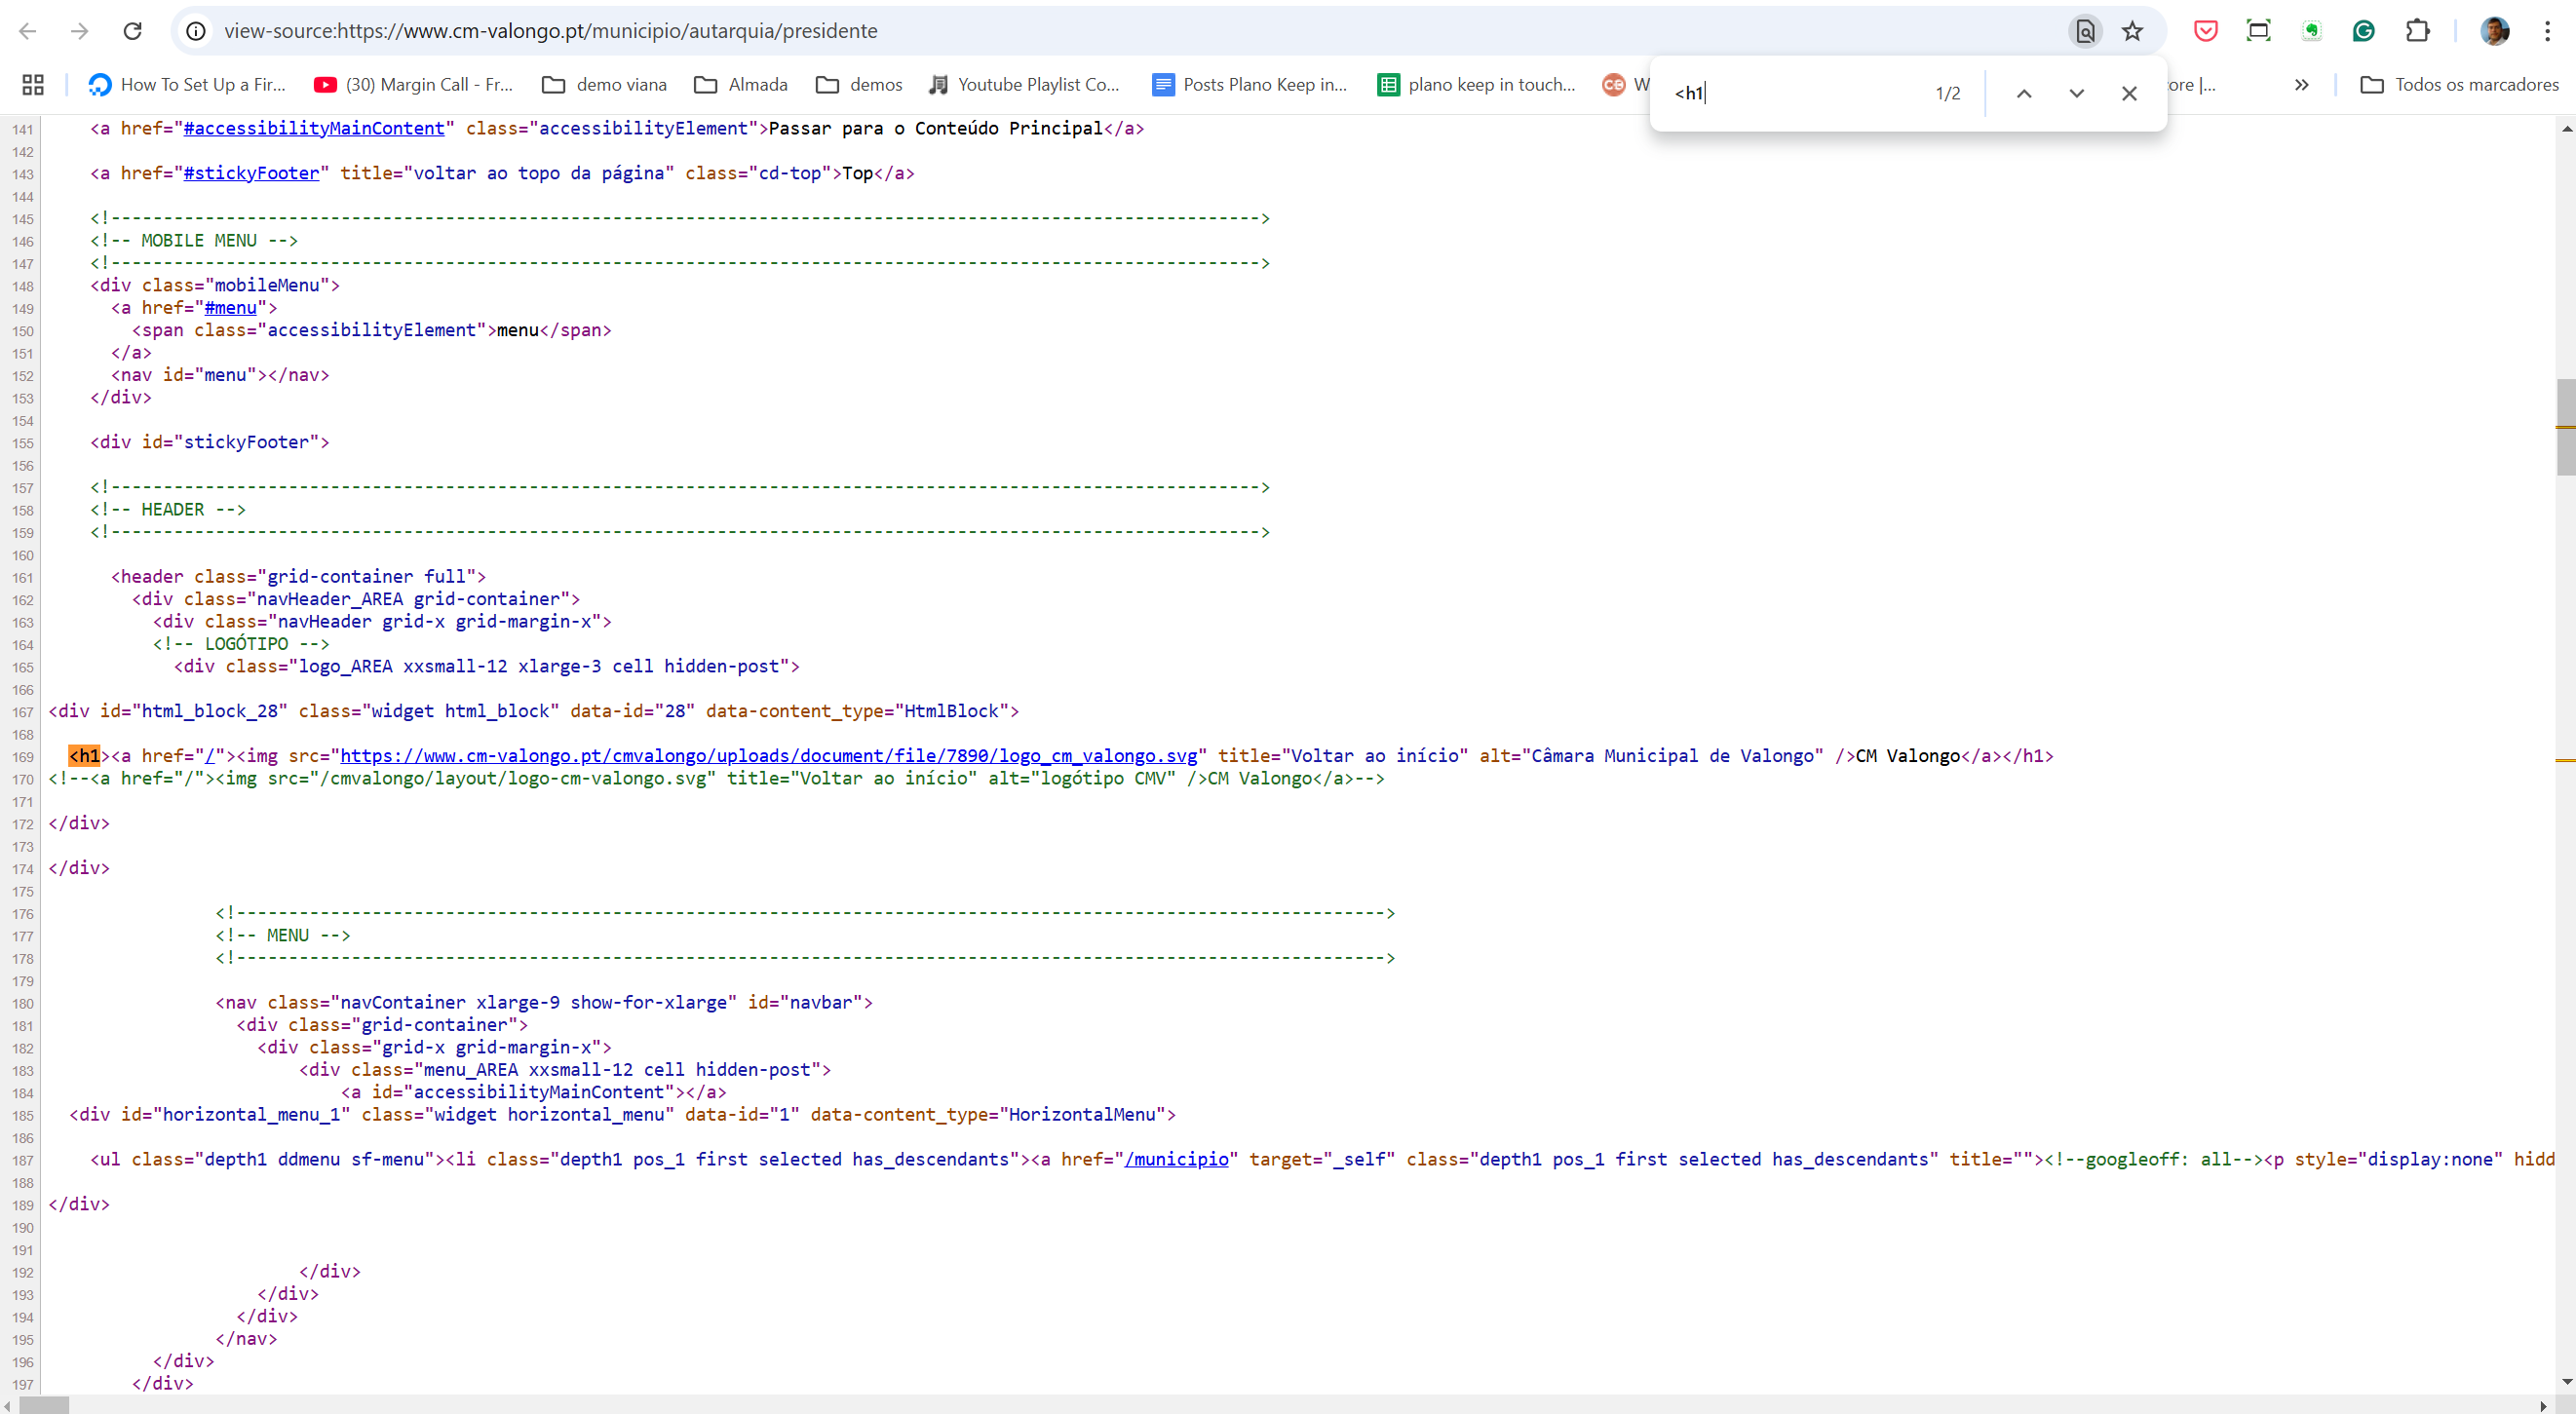 view-source:https://www.cm-valongo.pt/municipio/autarquia/presidente
How To Set Up a Fir...
(30) Margin Call - Fr...
demo viana
Almada
demos
Youtube Playlist Co...
Posts Plano Keep in...
plano keep in touch...
W
ore |...
»
Todos os marcadores
<h1
1/2
141 <a href="#accessibilityMainContent" class="accessibilityElement">Passar para o Conteúdo Principal</a>
142
143 <a href="#stickyFooter" title="voltar ao topo da página" class="cd-top">Top</a>
144
145 <!-------------------------------------------------------------------------------------------------------------->
146 <!-- MOBILE MENU -->
147 <!-------------------------------------------------------------------------------------------------------------->
148 <div class="mobileMenu">
149 <a href="#menu">
150 <span class="accessibilityElement">menu</span>
151 </a>
152 <nav id="menu"></nav>
153 </div>
154
155 <div id="stickyFooter">
156
157 <!-------------------------------------------------------------------------------------------------------------->
158 <!-- HEADER -->
159 <!-------------------------------------------------------------------------------------------------------------->
160
161 <header class="grid-container full">
162 <div class="navHeader_AREA grid-container">
163 <div class="navHeader grid-x grid-margin-x">
164 <!-- LOGÓTIPO -->
165 <div class="logo_AREA xxsmall-12 xlarge-3 cell hidden-post">
166
167 <div id="html_block_28" class="widget html_block" data-id="28" data-content_type="HtmlBlock">
168
169 <h1><a href="/"><img src="https://www.cm-valongo.pt/cmvalongo/uploads/document/file/7890/logo_cm_valongo.svg" title="Voltar ao início" alt="Câmara Municipal de Valongo" />CM Valongo</a></h1>
170 <!--<a href="/"><img src="/cmvalongo/layout/logo-cm-valongo.svg" title="Voltar ao início" alt="logótipo CMV" />CM Valongo</a>-->
171
172 </div>
173
174 </div>
175
176 <!-------------------------------------------------------------------------------------------------------------->
177 <!-- MENU -->
178 <!-------------------------------------------------------------------------------------------------------------->
179
180 <nav class="navContainer xlarge-9 show-for-xlarge" id="navbar">
181 <div class="grid-container">
182 <div class="grid-x grid-margin-x">
183 <div class="menu_AREA xxsmall-12 cell hidden-post">
184 <a id="accessibilityMainContent"></a>
185 <div id="horizontal_menu_1" class="widget horizontal_menu" data-id="1" data-content_type="HorizontalMenu">
186
187 <ul class="depth1 ddmenu sf-menu"><li class="depth1 pos_1 first selected has_descendants"><a href="/municipio" target="_self" class="depth1 pos_1 first selected has_descendants" title=""><!--googleoff: all--><p style="display:none" hidd
188
189 </div>
190
191
192 </div>
193 </div>
194 </div>
195 </nav>
196 </div>
197 </div>